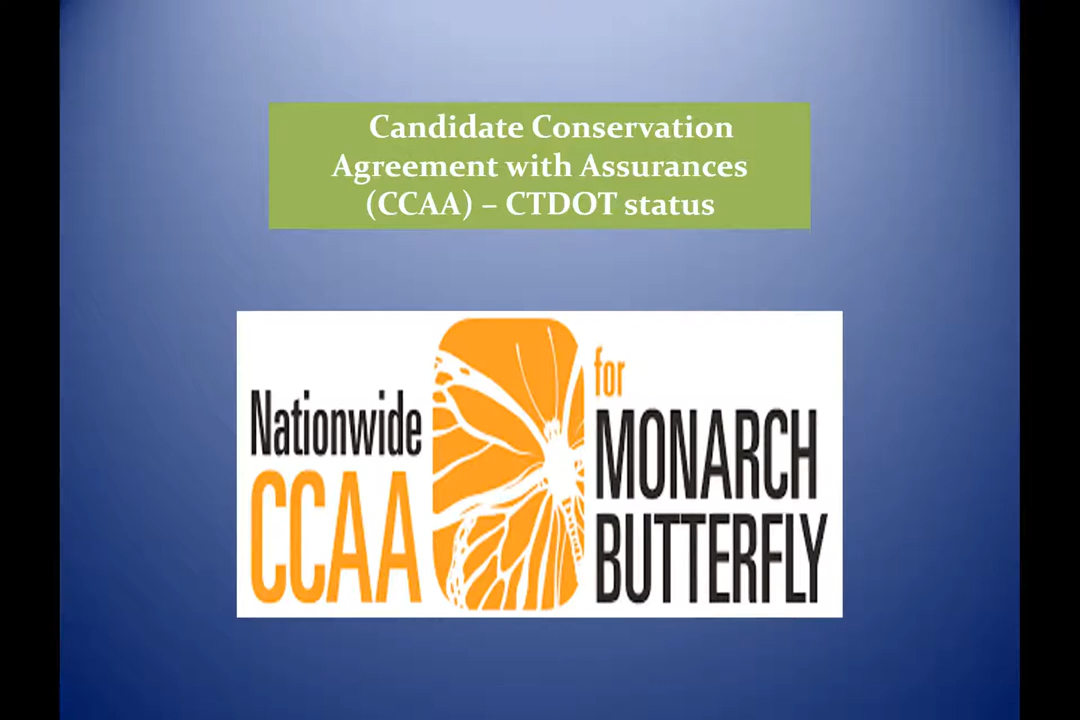 Candidate Conservation
Agreement with Assurances
(CCAA) – CTDOT status
Nationwide
CCAA
for
MONARCH
BUTTERFLY